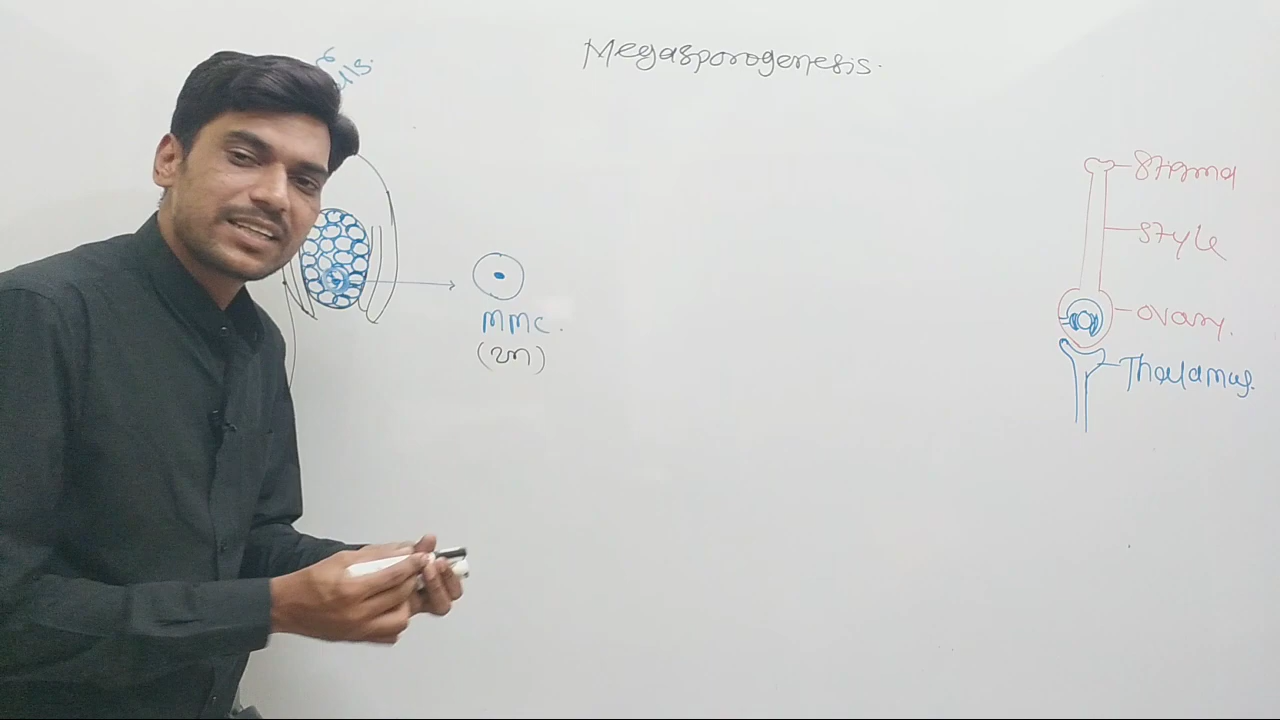 Megasporogenesis.
Stigma
Style
MMC.
(2n)
Ovary.
Thalamus.